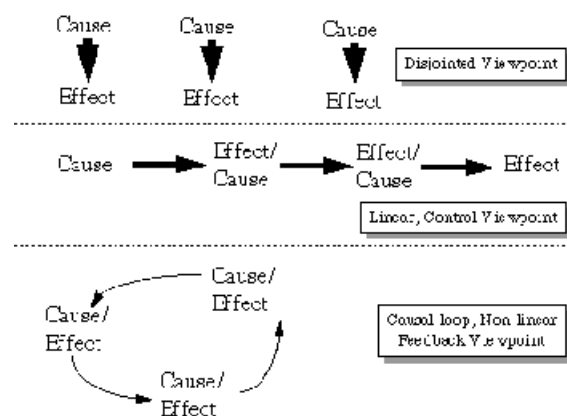 Cause
Cause
Cause
Effect
Effect
Effect
Disjointed Viewpoint
Cause
Effect/
Cause
Effect/
Cause
Effect
Linear, Control Viewpoint
Cause/
Effect
Cause/
Effect
Cause/
Effect
Causal loop, Non linear
Feedback Viewpoint